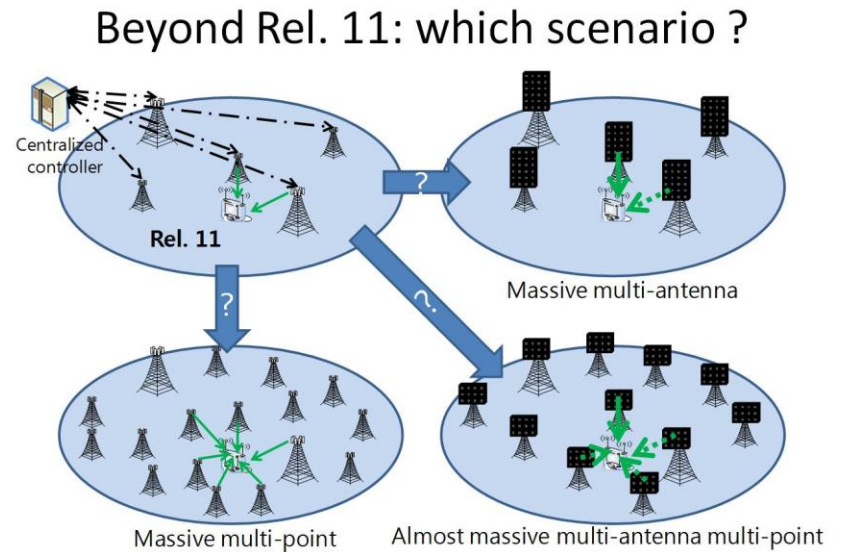 Beyond Rel. 11: which scenario ?
Centralized
controller
Rel. 11
?
Massive multi-antenna
?
?
Massive multi-point
Almost massive multi-antenna multi-point